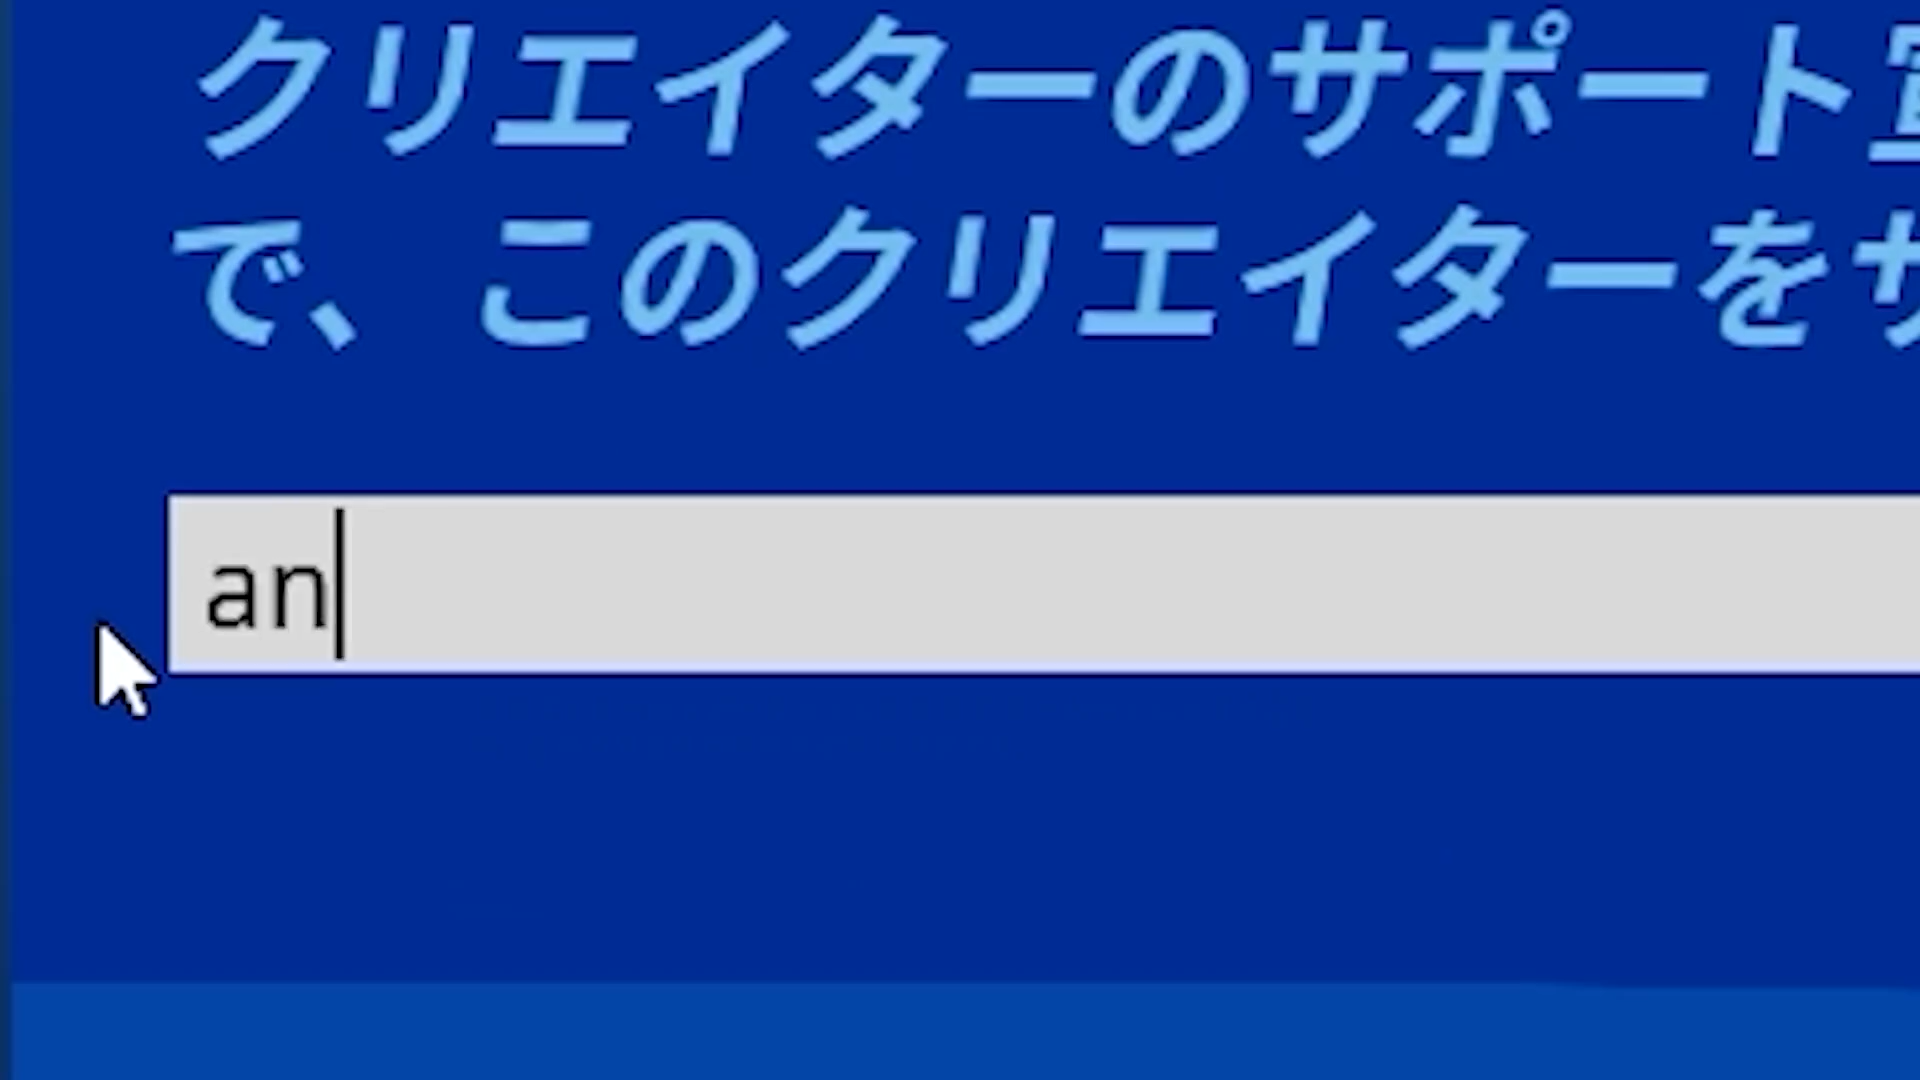 クリエイターのサポート
で、このクリエイターを
an